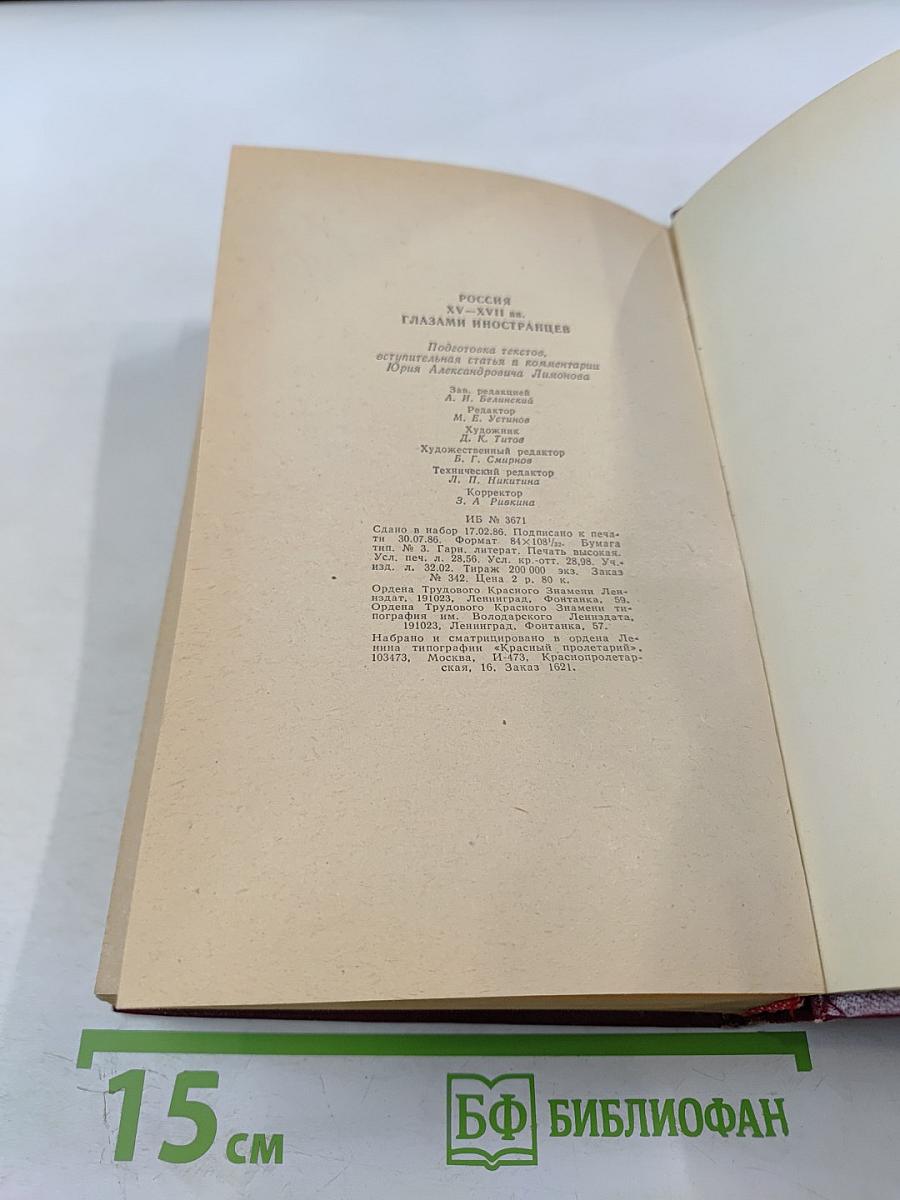 РОССИЯ
XV—XVII вв.
ГЛАЗАМИ ИНОСТРАНЦЕВ
Подготовка текстов,
вступительная статья и комментарии
Юрия Александровича Лимонова
Зав. редакцией
А. И. Белинский
Редактор
М. Е. Устинов
Художник
Д. К. Титов
Художественный редактор
Б. Г. Смирнов
Технический редактор
Л. П. Никитина
Корректор
З. А Ривкина
ИБ № 3671
Сдано в набор 17.02.86. Подписано к печа-
ти 30.07.86. Формат 84×108¹/₃₂. Бумага
тип. № 3. Гарн. литерат. Печать высокая.
Усл. печ. л. 28,56. Усл. кр.-отт. 28,98. Уч.-
изд. л. 32.02. Тираж 200 000 экз. Заказ
№ 342. Цена 2 р. 80 к.
Ордена Трудового Красного Знамени Лен-
издат, 191023, Ленинград, Фонтанка, 59.
Ордена Трудового Красного Знамени ти-
пография им. Володарского Лениздата,
191023, Ленинград, Фонтанка, 57.
Набрано и сматрицировано в ордена Ле-
нина типографии «Красный пролетарий».
103473, Москва, И-473, Краснопролетар-
ская, 16. Заказ 1621.
15 см
БФ БИБЛИОФАН